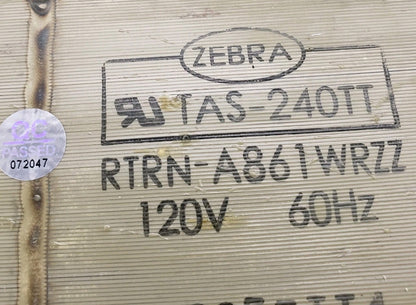 ZEBRA
TAS-240TT
RTRN-A861WRZZ
120V 60Hz
PASSED
072047